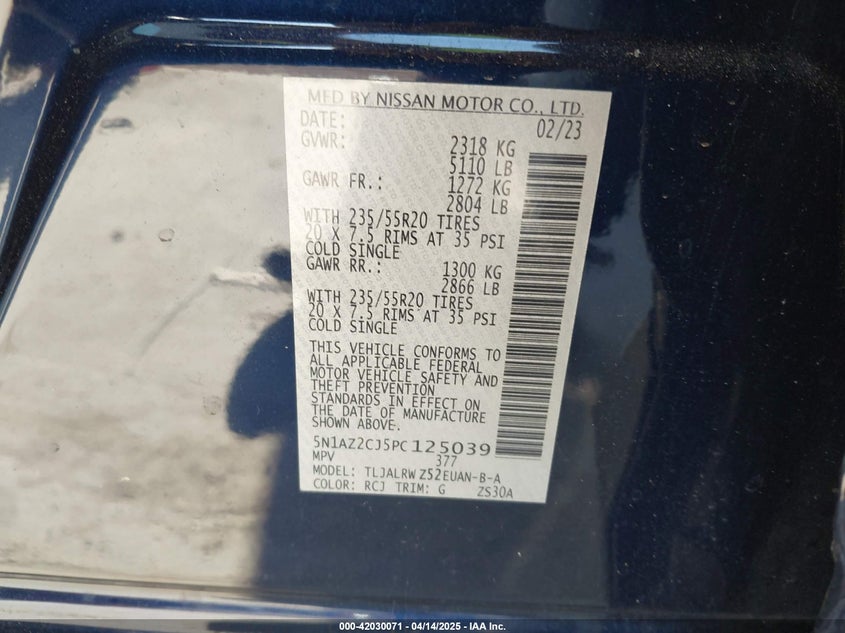 MFD BY NISSAN MOTOR CO., LTD.
DATE: 02/23
GVWR: 2318 KG
5110 LB
GAWR FR.: 1272 KG
2804 LB
WITH 235/55R20 TIRES
20 X 7.5 RIMS AT 35 PSI
COLD SINGLE
GAWR RR.: 1300 KG
2866 LB
WITH 235/55R20 TIRES
20 X 7.5 RIMS AT 35 PSI
COLD SINGLE
THIS VEHICLE CONFORMS TO
ALL APPLICABLE FEDERAL
MOTOR VEHICLE SAFETY AND
THEFT PREVENTION
STANDARDS IN EFFECT ON
THE DATE OF MANUFACTURE
SHOWN ABOVE.
5N1AZ2CJ5PC125039
MPV 377
MODEL: TLJALRW Z52EUAN-B-A
COLOR: RCJ TRIM: G ZS30A
000-42030071 - 04/14/2025 - IAA Inc.